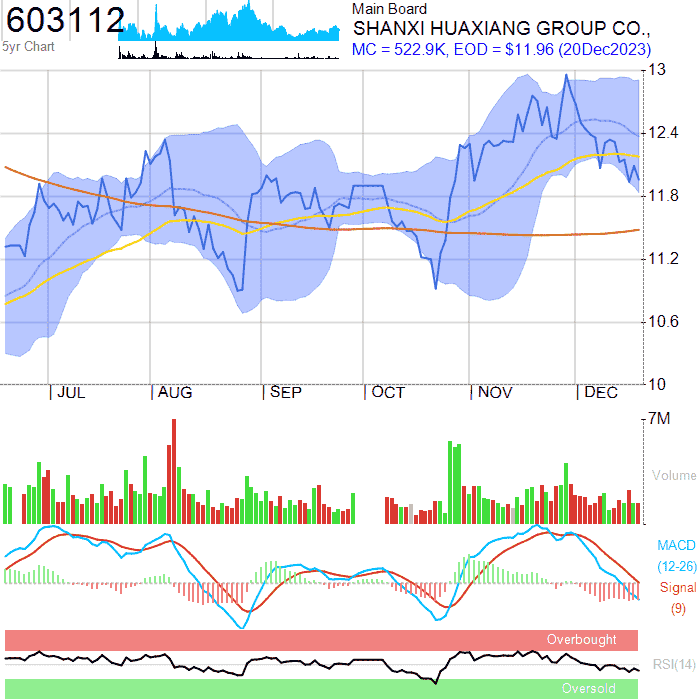 603112
5yr Chart
Main Board
SHANXI HUAXIANG GROUP CO.,
MC = 522.9K, EOD = $11.96 (20Dec2023)
13
12.4
11.8
11.2
10.6
10
JUL AUG SEP OCT NOV DEC
7M
Volume
MACD
(12-26)
Signal
(9)
Overbought
RSI(14)
Oversold